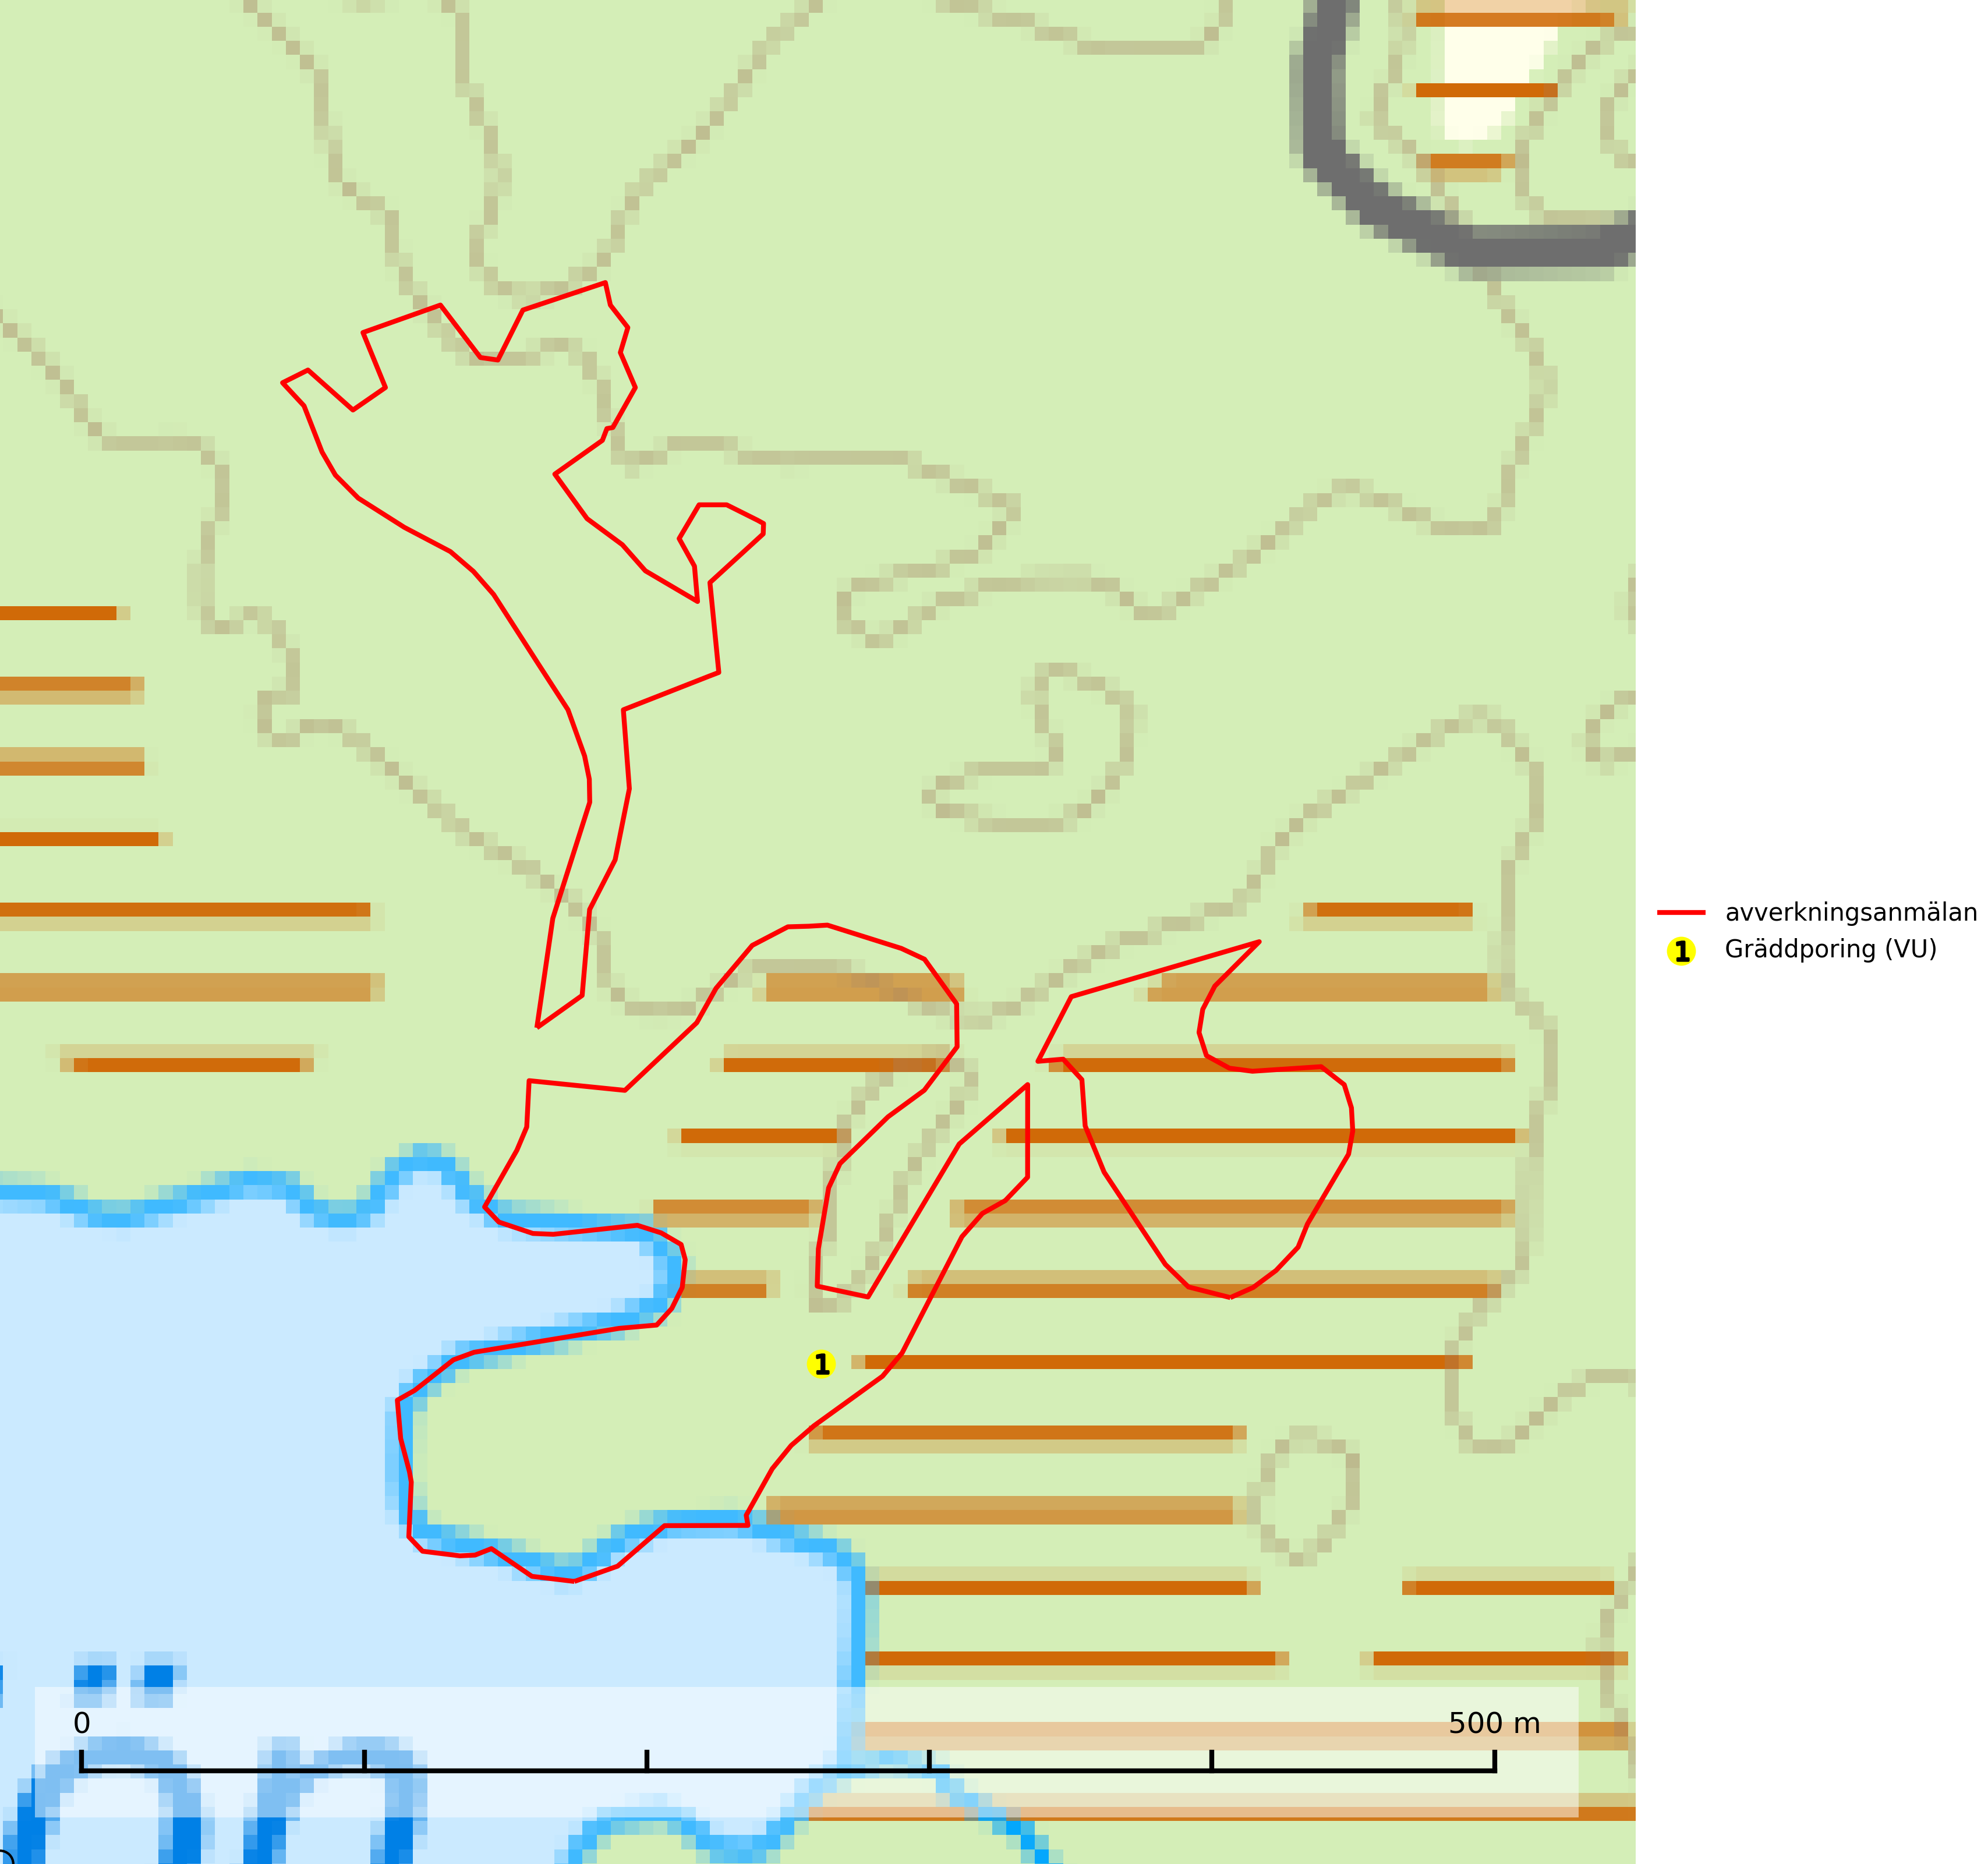 avverkningsanmälan
1 Gräddporing (VU)
1
0 500 m